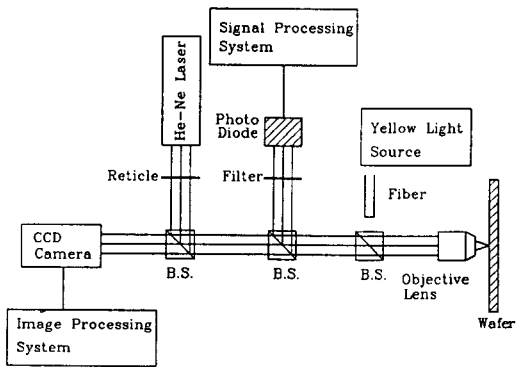 Signal Processing
System
He-Ne Laser
Photo
Diode
Yellow Light
Source
Reticle
Filter
Fiber
CCD
Camera
B.S.
B.S.
B.S.
Objective
Lens
Wafer
Image Processing
System